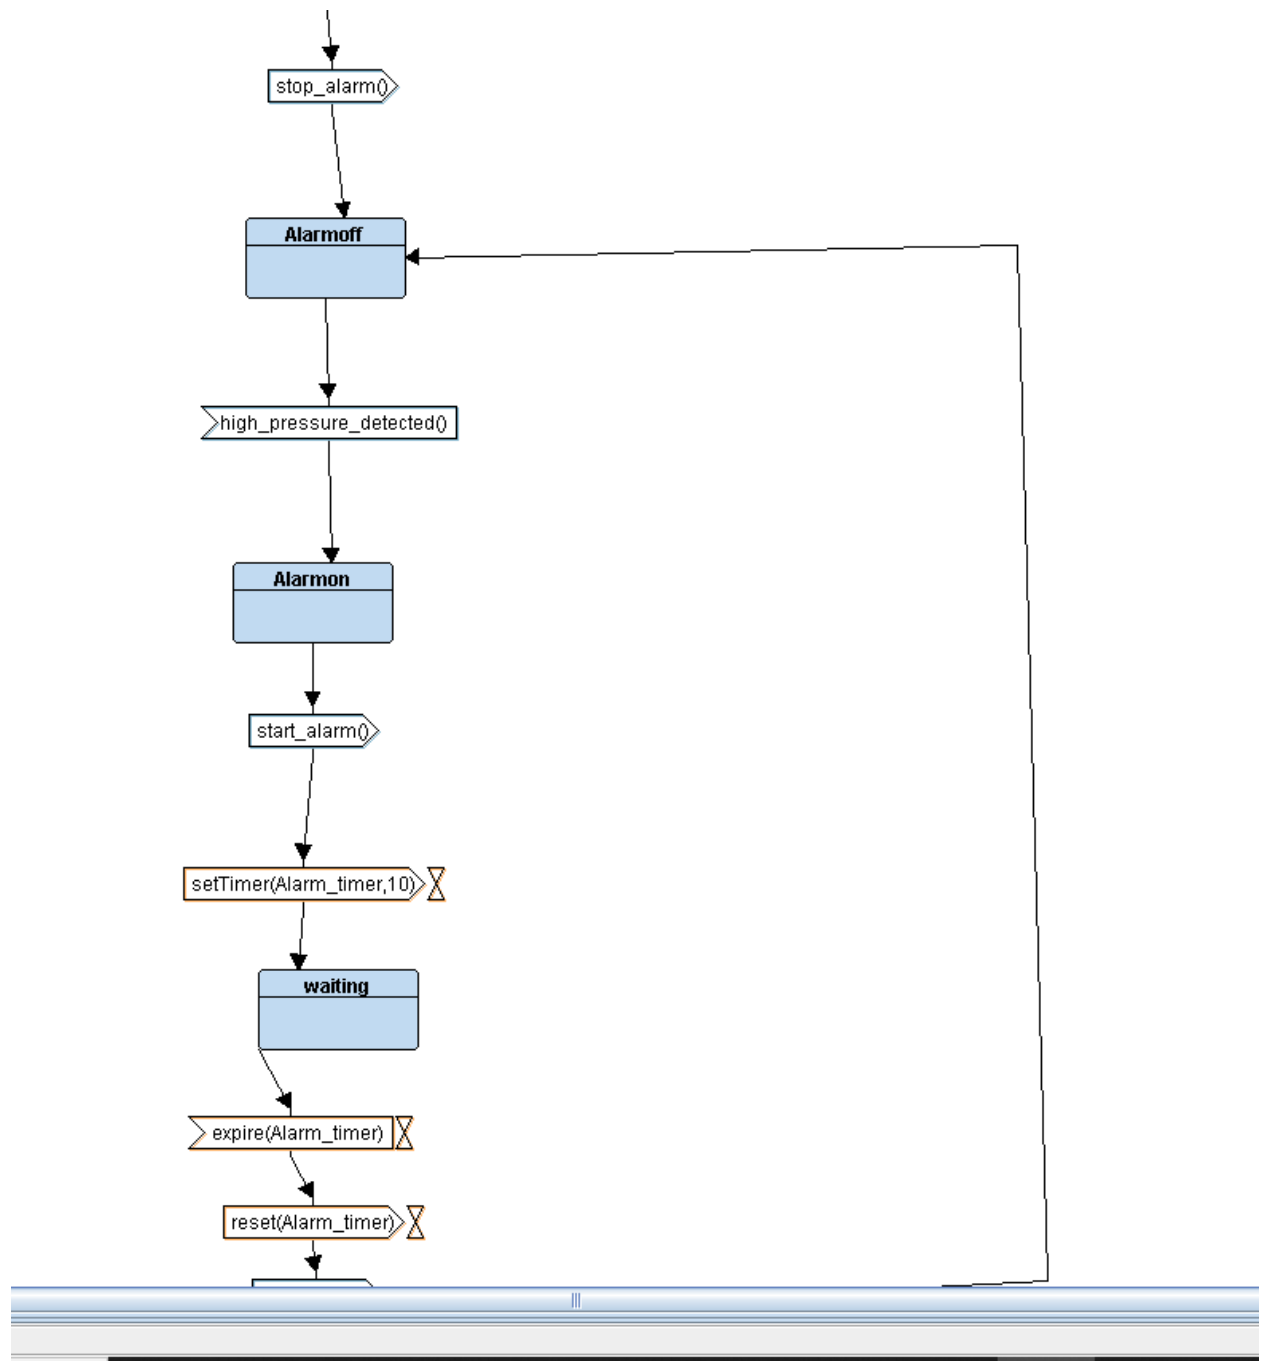 stop_alarm()
Alarmoff
high_pressure_detected()
Alarmon
start_alarm()
setTimer(Alarm_timer,10)
waiting
expire(Alarm_timer)
reset(Alarm_timer)